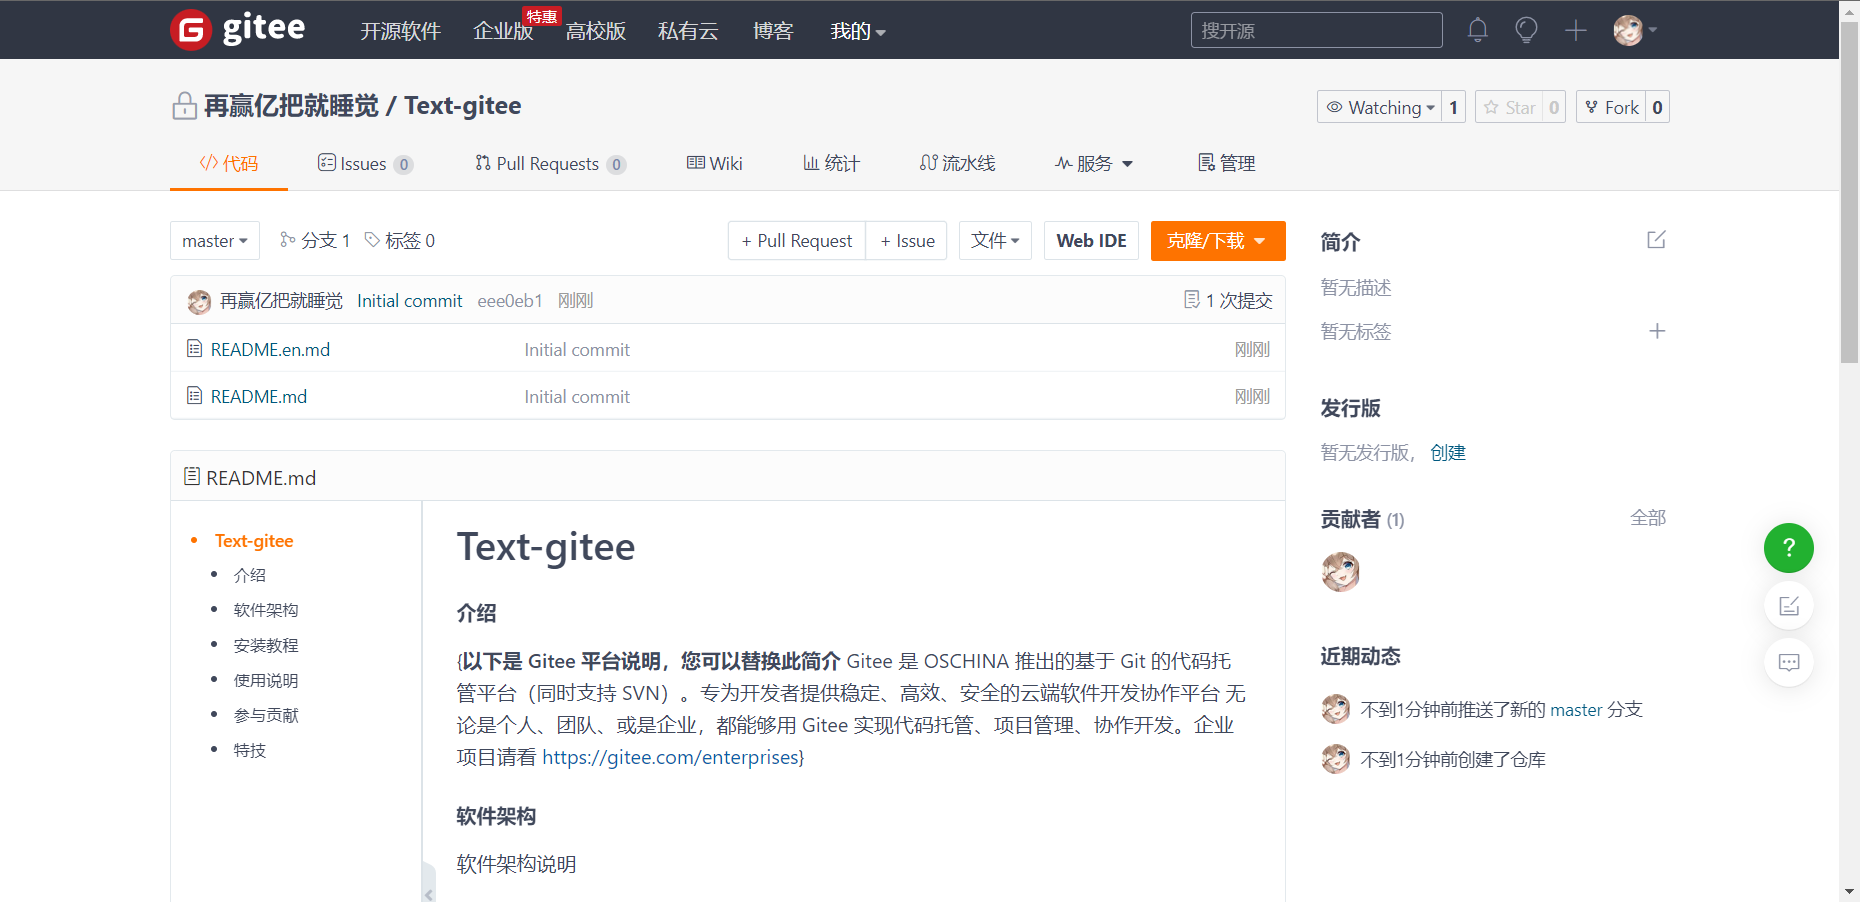 gitee 开源软件 企业版 特惠 高校版 私有云 博客 我的 搜开源
再赢亿把就睡觉 / Text-gitee Watching 1 Star 0 Fork 0
代码 Issues 0 Pull Requests 0 Wiki 统计 流水线 服务 管理
master 分支 1 标签 0 + Pull Request + Issue 文件 Web IDE 克隆/下载
再赢亿把就睡觉 Initial commit eee0eb1 刚刚 1 次提交
README.en.md Initial commit 刚刚
README.md Initial commit 刚刚
README.md
Text-gitee
介绍
软件架构
安装教程
使用说明
参与贡献
特技
Text-gitee
介绍
{以下是 Gitee 平台说明，您可以替换此简介 Gitee 是 OSCHINA 推出的基于 Git 的代码托
管平台（同时支持 SVN）。专为开发者提供稳定、高效、安全的云端软件开发协作平台 无
论是个人、团队、或是企业，都能够用 Gitee 实现代码托管、项目管理、协作开发。企业
项目请看 https://gitee.com/enterprises}
软件架构
软件架构说明
简介
暂无描述
暂无标签
发行版
暂无发行版， 创建
贡献者 (1) 全部
近期动态
不到1分钟前推送了新的 master 分支
不到1分钟前创建了仓库
?